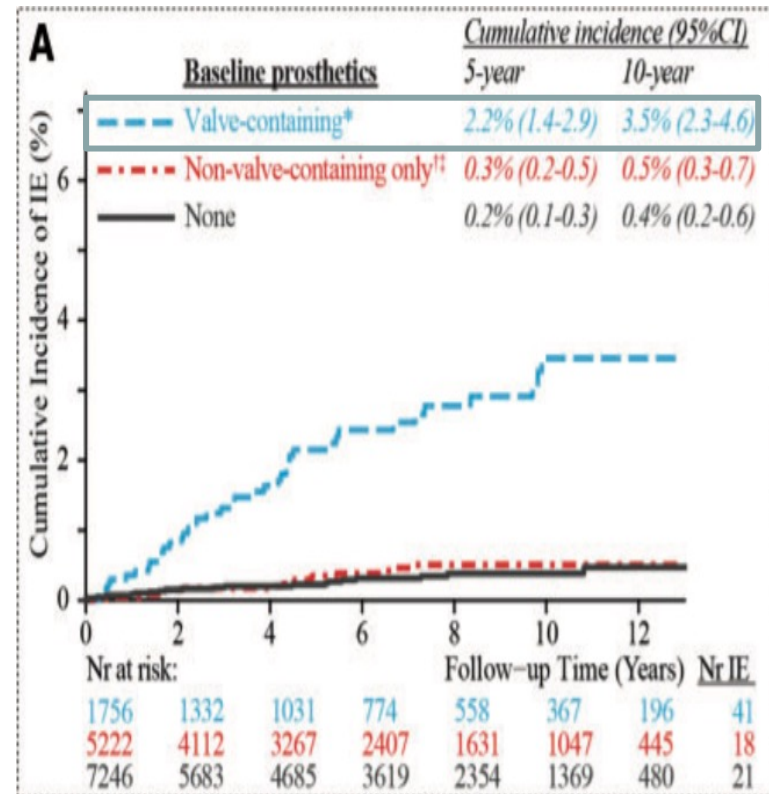 A
Cumulative incidence (95%CI)
Baseline prosthetics 5-year 10-year
Valve-containing* 2.2% (1.4-2.9) 3.5% (2.3-4.6)
Non-valve-containing only†‡ 0.3% (0.2-0.5) 0.5% (0.3-0.7)
None 0.2% (0.1-0.3) 0.4% (0.2-0.6)
Cumulative Incidence of IE (%)
6
4
2
0
0 2 4 6 8 10 12
Nr at risk: Follow-up Time (Years) Nr IE
1756 1332 1031 774 558 367 196 41
5222 4112 3267 2407 1631 1047 445 18
7246 5683 4685 3619 2354 1369 480 21